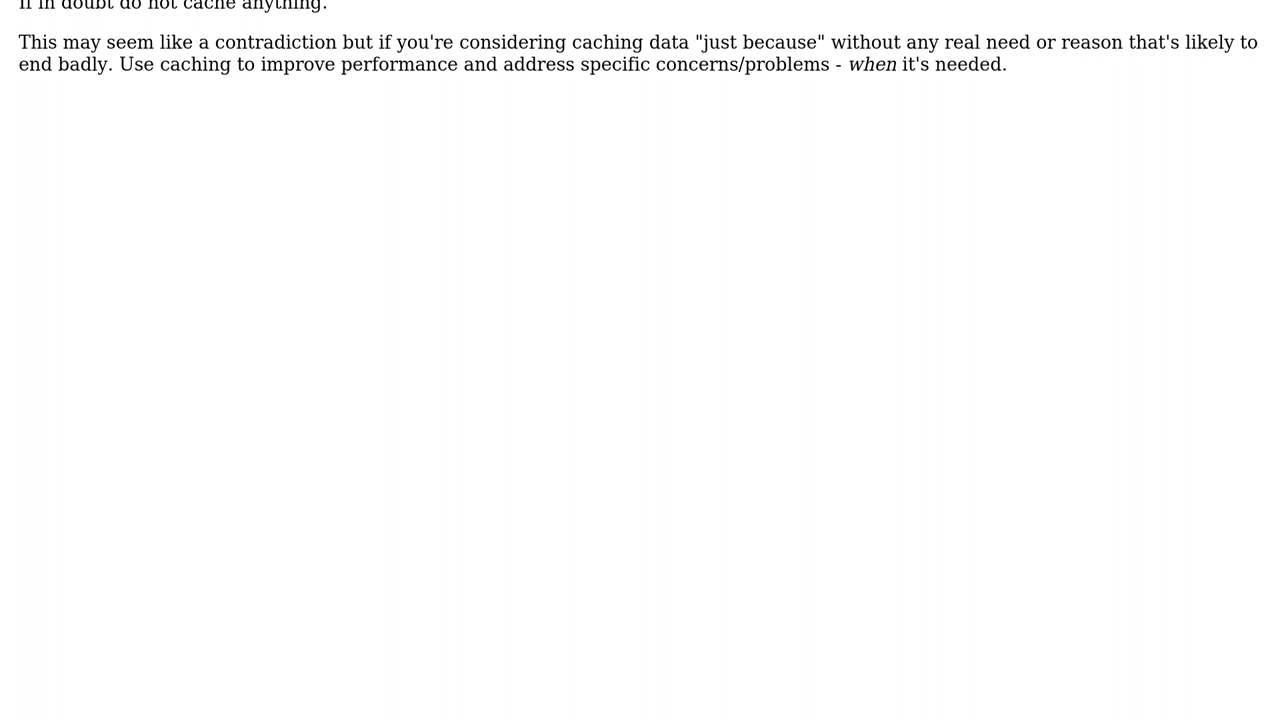 If in doubt do not cache anything.
This may seem like a contradiction but if you're considering caching data "just because" without any real need or reason that's likely to
end badly. Use caching to improve performance and address specific concerns/problems - when it's needed.